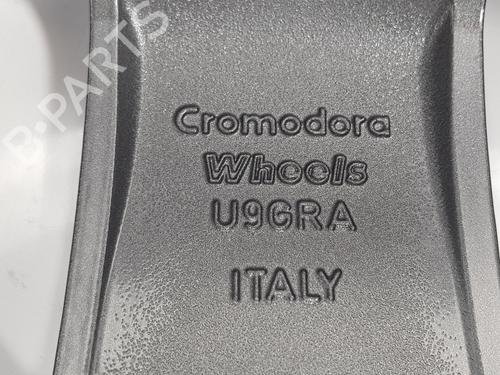 B-PARTS
Cromodora
Wheels
U9GRA
ITALY